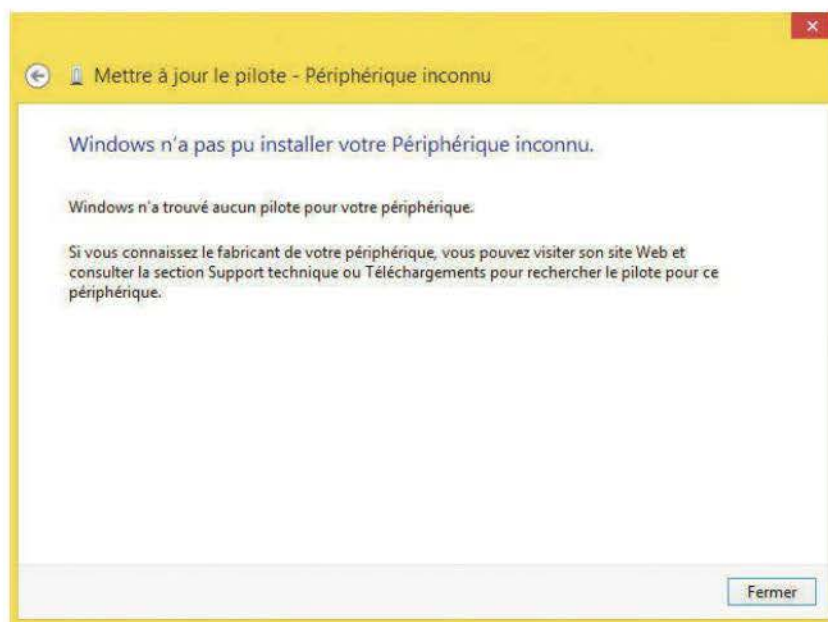 Mettre à jour le pilote - Périphérique inconnu
Windows n'a pas pu installer votre Périphérique inconnu.
Windows n'a trouvé aucun pilote pour votre périphérique.
Si vous connaissez le fabricant de votre périphérique, vous pouvez visiter son site Web et
consulter la section Support technique ou Téléchargements pour rechercher le pilote pour ce
périphérique.
Fermer